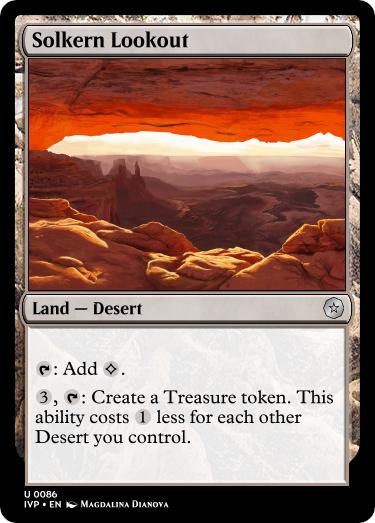 Solkern Lookout
Land — Desert
: Add .
3, : Create a Treasure token. This
ability costs 1 less for each other
Desert you control.
U 0086
IVP • EN Magdalina Dianova